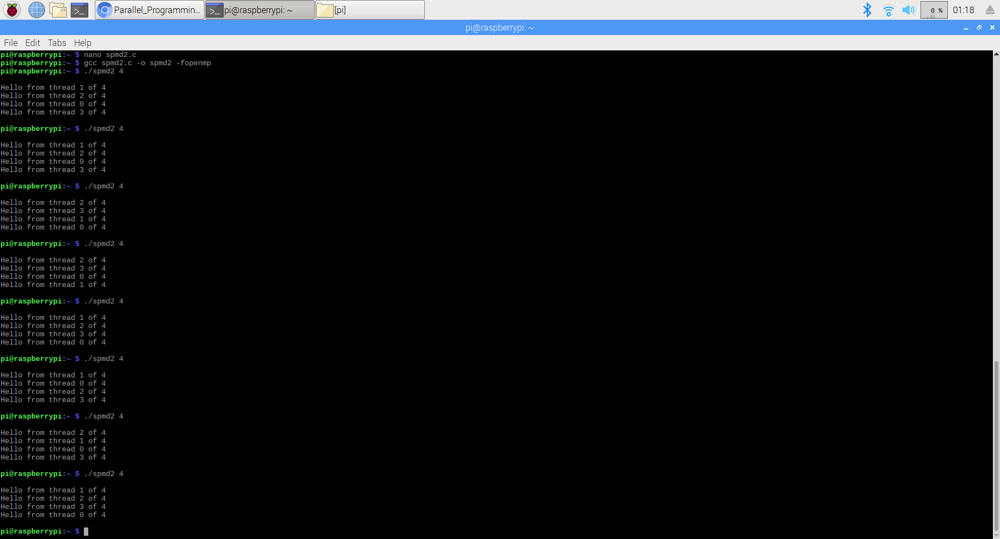 Parallel_Programmin...
pi@raspberrypi: ~
[pi]
0 %
01:18
pi@raspberrypi: ~
File Edit Tabs Help
pi@raspberrypi:~ $ nano spmd2.c
pi@raspberrypi:~ $ gcc spmd2.c -o spmd2 -fopenmp
pi@raspberrypi:~ $ ./spmd2 4
Hello from thread 1 of 4
Hello from thread 2 of 4
Hello from thread 0 of 4
Hello from thread 3 of 4
pi@raspberrypi:~ $ ./spmd2 4
Hello from thread 1 of 4
Hello from thread 2 of 4
Hello from thread 0 of 4
Hello from thread 3 of 4
pi@raspberrypi:~ $ ./spmd2 4
Hello from thread 2 of 4
Hello from thread 3 of 4
Hello from thread 1 of 4
Hello from thread 0 of 4
pi@raspberrypi:~ $ ./spmd2 4
Hello from thread 2 of 4
Hello from thread 3 of 4
Hello from thread 0 of 4
Hello from thread 1 of 4
pi@raspberrypi:~ $ ./spmd2 4
Hello from thread 1 of 4
Hello from thread 2 of 4
Hello from thread 3 of 4
Hello from thread 0 of 4
pi@raspberrypi:~ $ ./spmd2 4
Hello from thread 1 of 4
Hello from thread 0 of 4
Hello from thread 2 of 4
Hello from thread 3 of 4
pi@raspberrypi:~ $ ./spmd2 4
Hello from thread 2 of 4
Hello from thread 1 of 4
Hello from thread 0 of 4
Hello from thread 3 of 4
pi@raspberrypi:~ $ ./spmd2 4
Hello from thread 1 of 4
Hello from thread 2 of 4
Hello from thread 3 of 4
Hello from thread 0 of 4
pi@raspberrypi:~ $